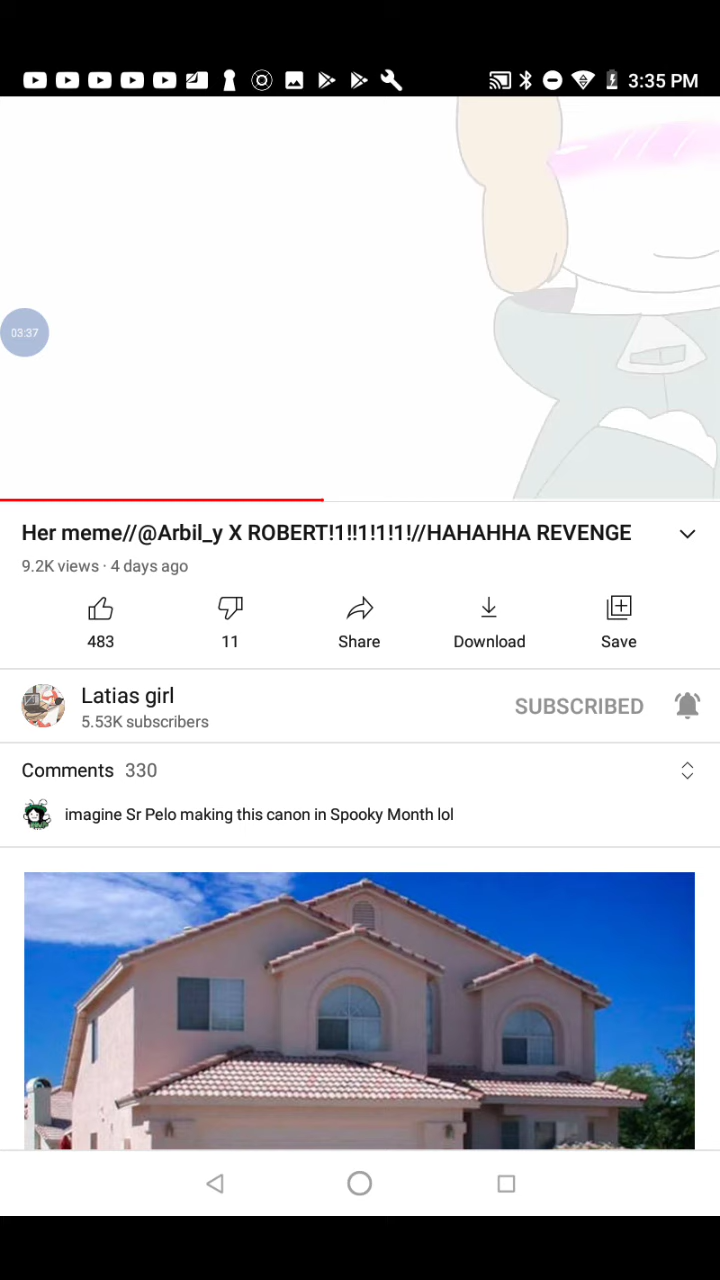 3:35 PM
03:37
Her meme//@Arbil_y X ROBERT!1!!1!1!1!//HAHAHHA REVENGE
9.2K views · 4 days ago
483
11
Share
Download
Save
Latias girl
5.53K subscribers
SUBSCRIBED
Comments 330
imagine Sr Pelo making this canon in Spooky Month lol